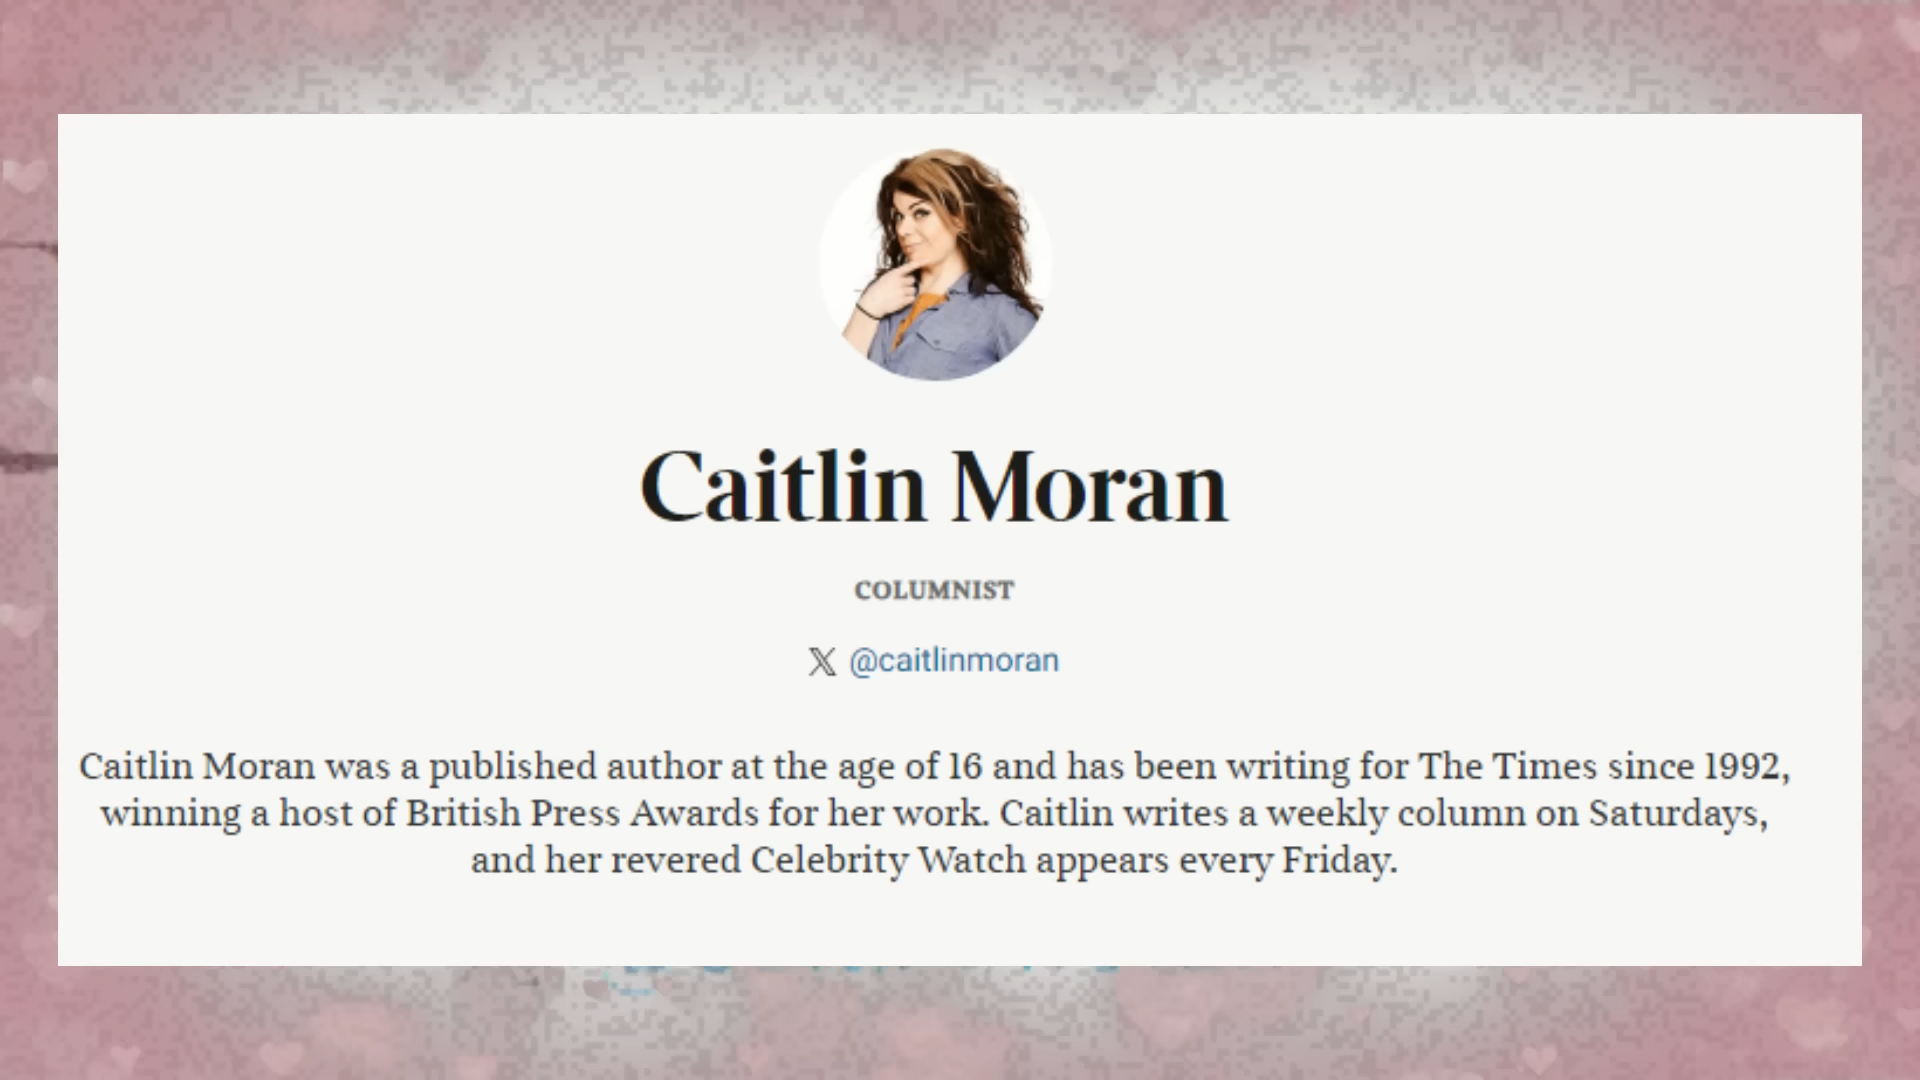 Caitlin Moran
COLUMNIST
𝕏 @caitlinmoran
Caitlin Moran was a published author at the age of 16 and has been writing for The Times since 1992,
winning a host of British Press Awards for her work. Caitlin writes a weekly column on Saturdays,
and her revered Celebrity Watch appears every Friday.